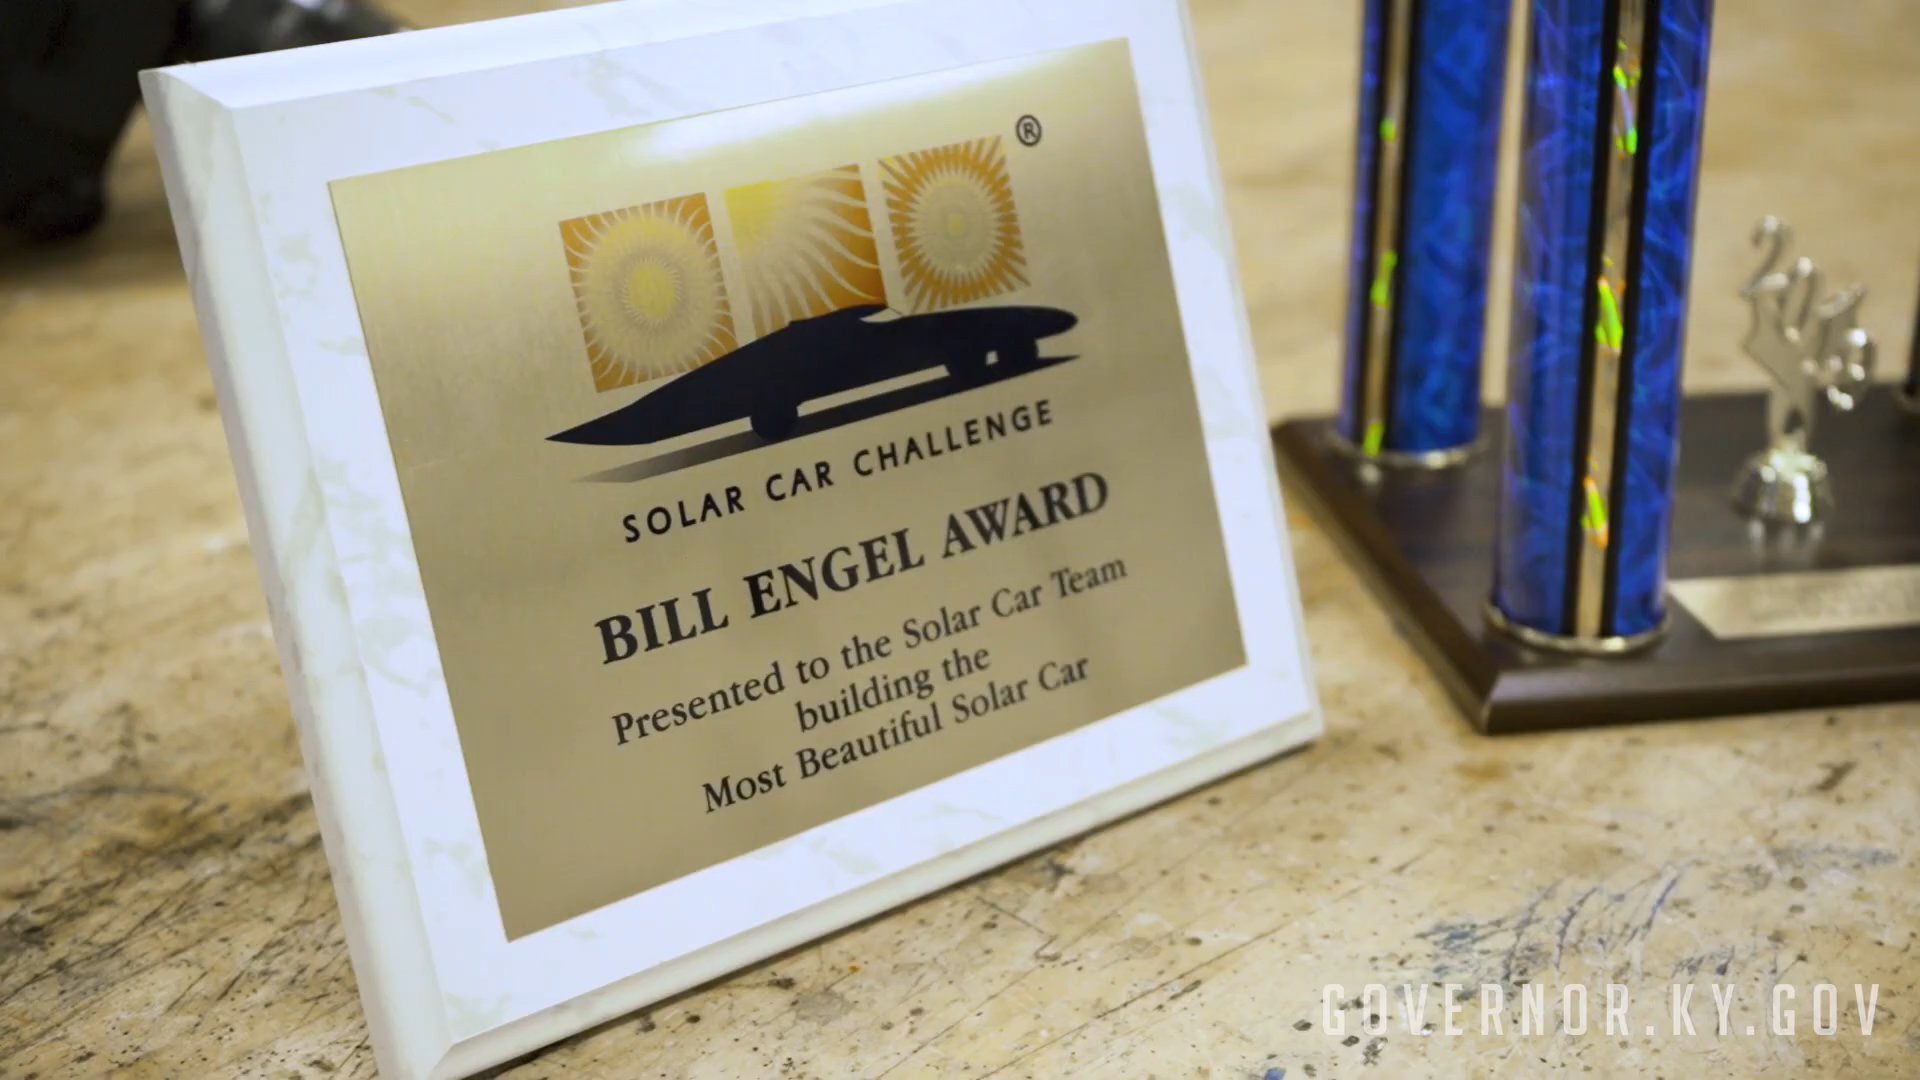 ®
SOLAR CAR CHALLENGE
BILL ENGEL AWARD
Presented to the Solar Car Team
building the
Most Beautiful Solar Car
GOVERNOR.KY.GOV